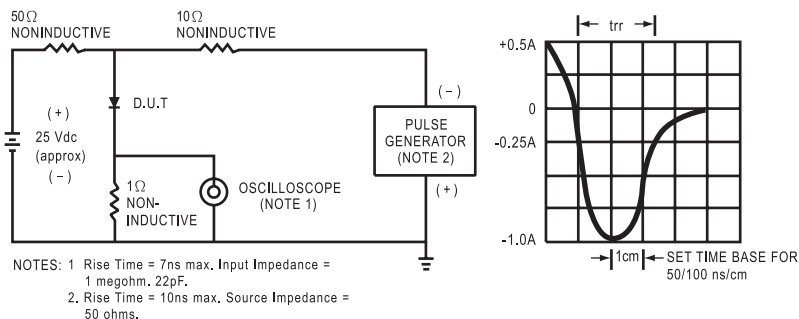 50Ω
NONINDUCTIVE
10Ω
NONINDUCTIVE
D.U.T
(+)
25 Vdc
(approx)
(-)
1Ω
NON-
INDUCTIVE
OSCILLOSCOPE
(NOTE 1)
(-)
PULSE
GENERATOR
(NOTE 2)
(+)
trr
+0.5A
0
-0.25A
-1.0A
1cm
SET TIME BASE FOR
50/100 ns/cm
NOTES: 1 Rise Time = 7ns max. Input Impedance =
1 megohm. 22pF.
2. Rise Time = 10ns max. Source Impedance =
50 ohms.